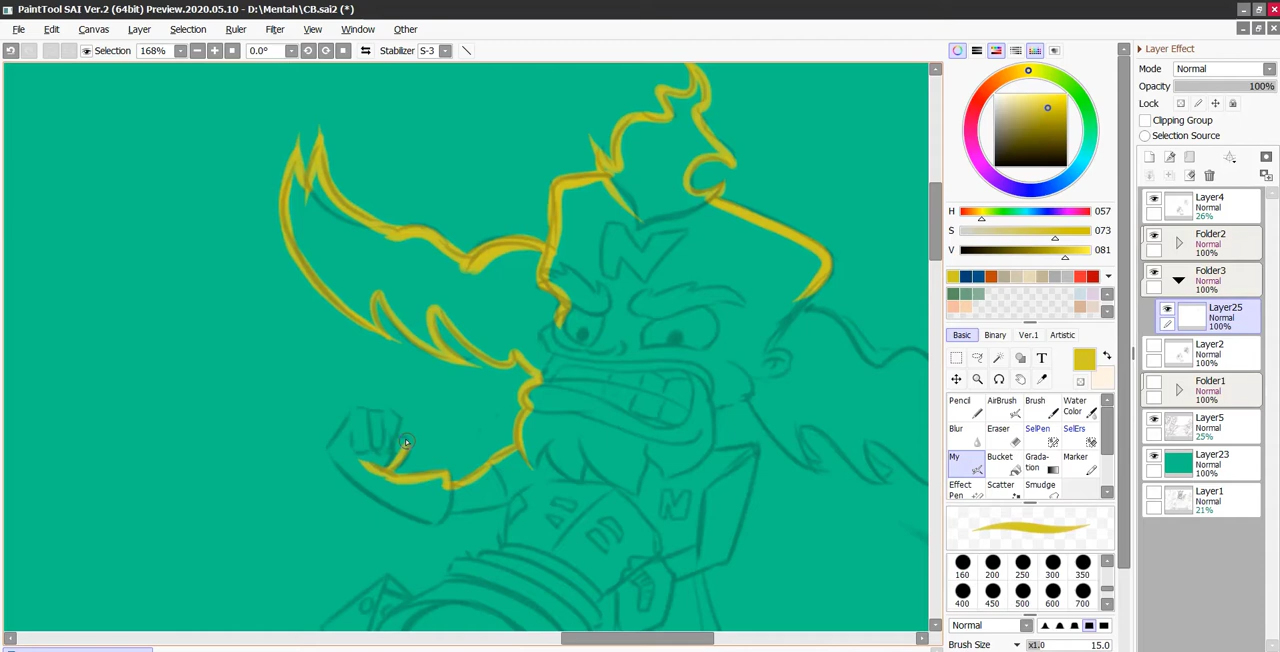 PaintTool SAI Ver.2 (64bit) Preview.2020.05.10 - D:\Mentah\CB.sai2 (*)
File Edit Canvas Layer Selection Ruler Filter View Window Other
Selection 168% 0.0° Stabilizer S-3
N
N
H 057
S 073
V 081
Basic Binary Ver.1 Artistic
T
Pencil AirBrush Brush Water Color
Blur Eraser SelPen SelErs
My Bucket Gradation Marker
Effect Pen Scatter Smudge
160 200 250 300 350
400 450 500 600 700
Normal
Brush Size x1.0 15.0
Layer Effect
Mode Normal
Opacity 100%
Lock
Clipping Group
Selection Source
Layer4
Normal
26%
Folder2
Normal
100%
Folder3
Normal
100%
Layer25
Normal
100%
Layer2
Normal
100%
Folder1
Normal
100%
Layer5
Normal
25%
Layer23
Normal
100%
Layer1
Normal
21%